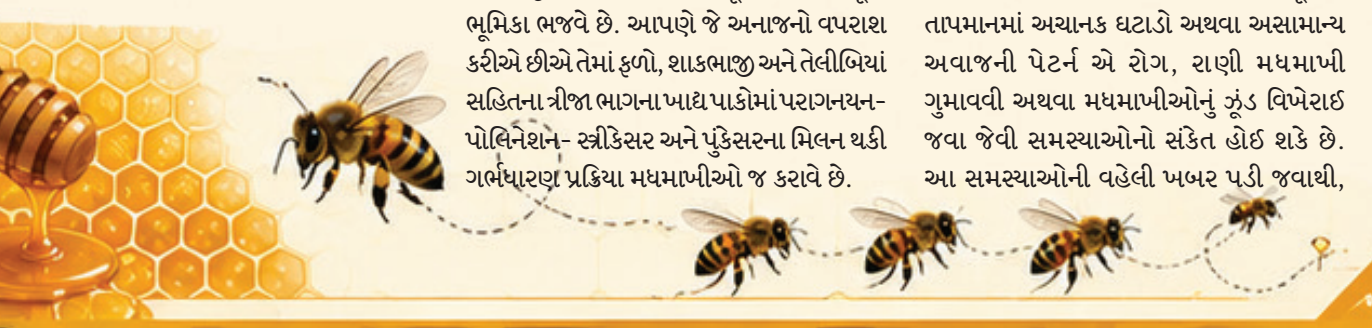 ભૂમિકા ભજવે છે. આપણે જે અનાજનો વપરાશ
કરીએ છીએ તેમાં ફળો, શાકભાજી અને તેલીબિયાં
સહિતના ત્રીજા ભાગના ખાદ્ય પાકોમાં પરાગનયન-
પોલિનેશન- સ્ત્રીકેસર અને પુંકેસરના મિલન થકી
ગર્ભધારણ પ્રક્રિયા મધમાખીઓ જ કરાવે છે.
તાપમાનમાં અચાનક ઘટાડો અથવા અસામાન્ય
અવાજની પેટર્ન એ રોગ, રાણી મધમાખી
ગુમાવવી અથવા મધમાખીઓનું ઝૂંડ વિખેરાઈ
જવા જેવી સમસ્યાઓનો સંકેત હોઈ શકે છે.
આ સમસ્યાઓની વહેલી ખબર પડી જવાથી,